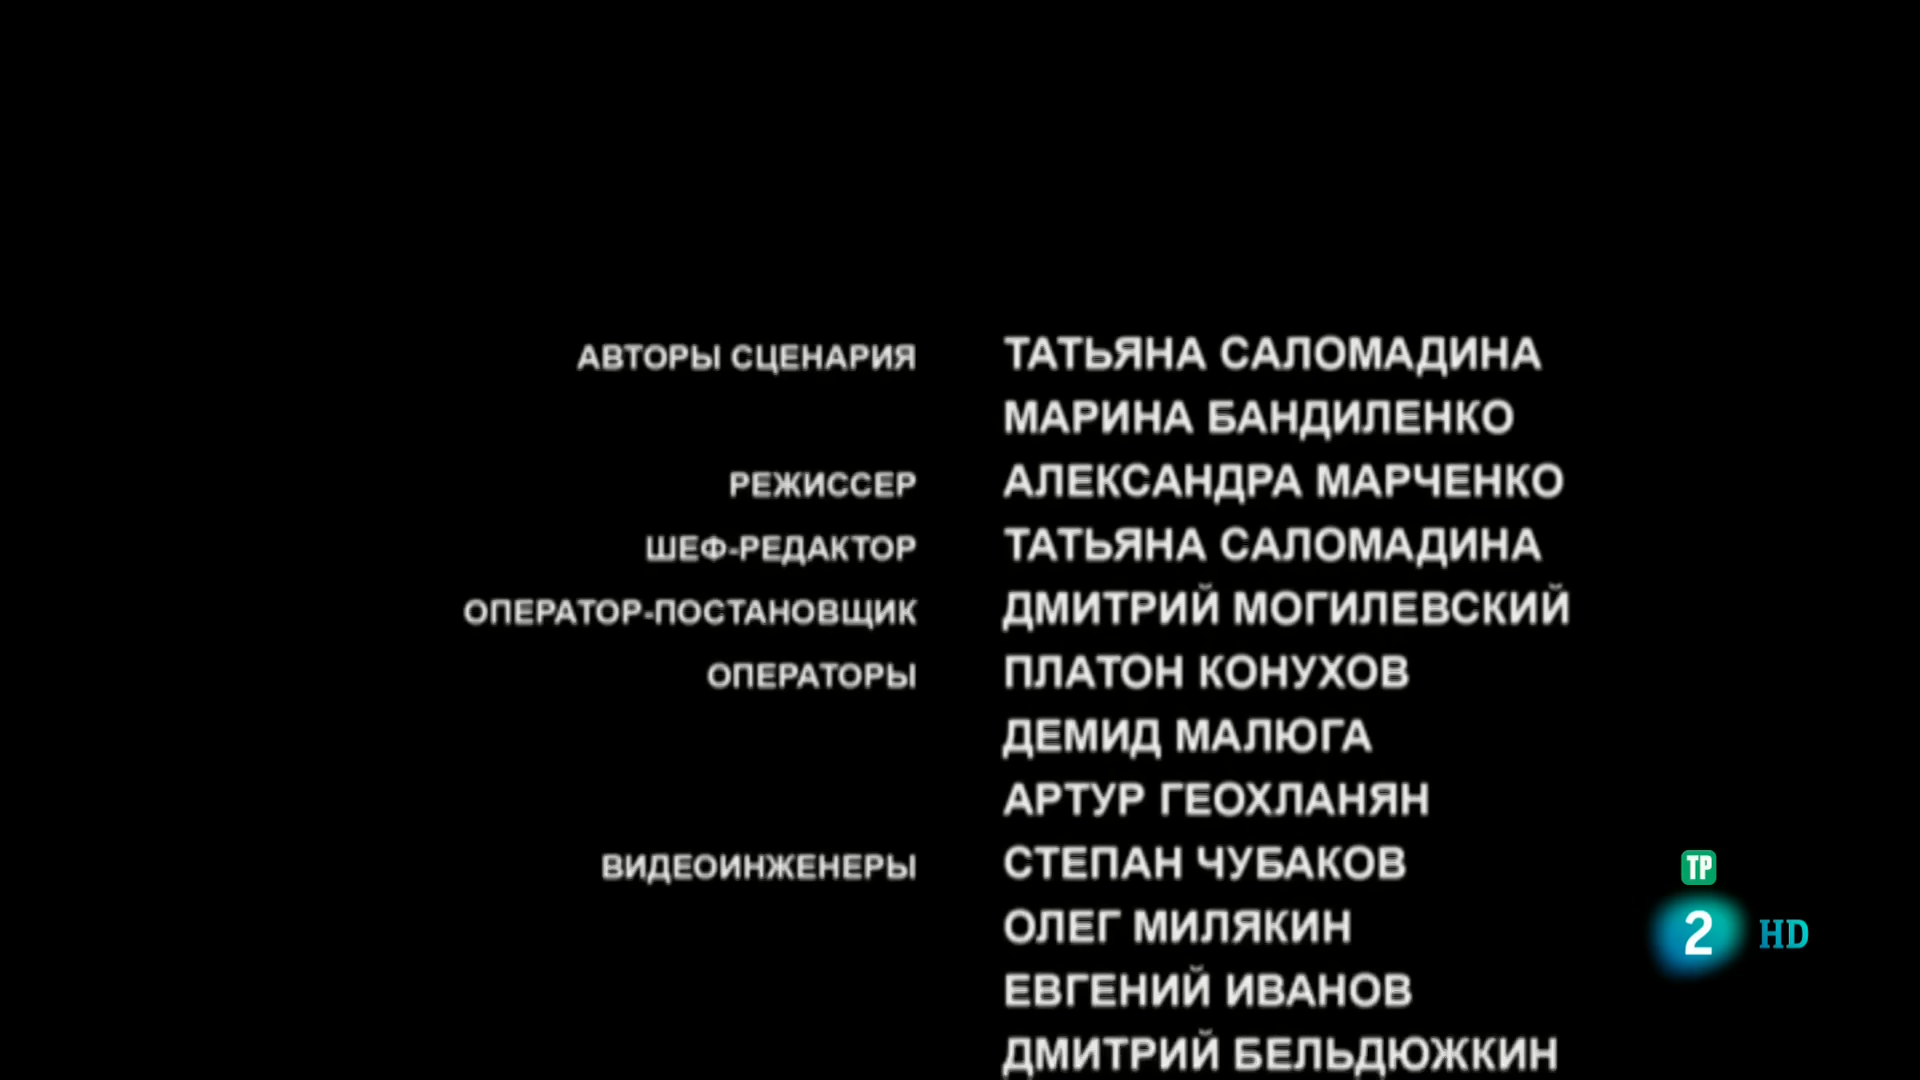 АВТОРЫ СЦЕНАРИЯ ТАТЬЯНА САЛОМАДИНА
МАРИНА БАНДИЛЕНКО
РЕЖИССЕР АЛЕКСАНДРА МАРЧЕНКО
ШЕФ-РЕДАКТОР ТАТЬЯНА САЛОМАДИНА
ОПЕРАТОР-ПОСТАНОВЩИК ДМИТРИЙ МОГИЛЕВСКИЙ
ОПЕРАТОРЫ ПЛАТОН КОНУХОВ
ДЕМИД МАЛЮГА
АРТУР ГЕОХЛАНЯН
ВИДЕОИНЖЕНЕРЫ СТЕПАН ЧУБАКОВ
ОЛЕГ МИЛЯКИН
ЕВГЕНИЙ ИВАНОВ
ДМИТРИЙ БЕЛЬДЮЖКИН
TP
2 HD